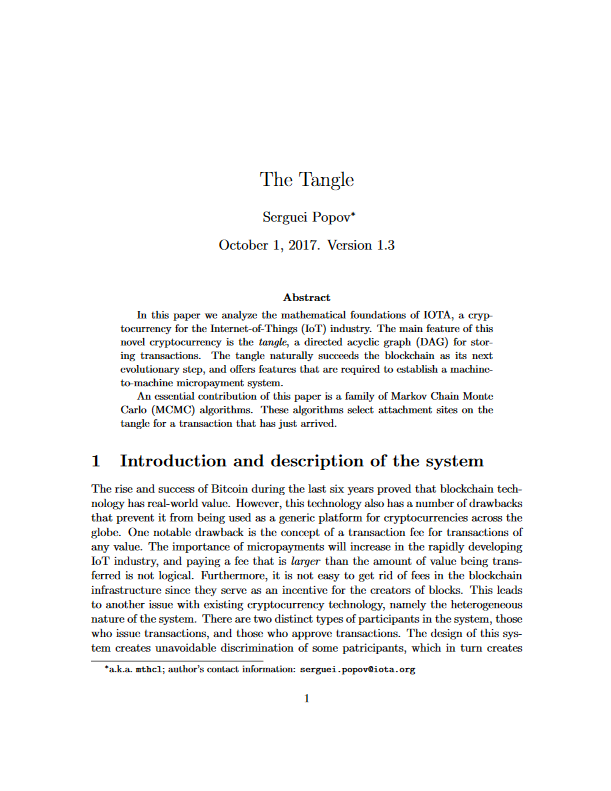 The Tangle
Serguei Popov*
October 1, 2017. Version 1.3
Abstract
In this paper we analyze the mathematical foundations of IOTA, a cryp-
tocurrency for the Internet-of-Things (IoT) industry. The main feature of this
novel cryptocurrency is the tangle, a directed acyclic graph (DAG) for stor-
ing transactions. The tangle naturally succeeds the blockchain as its next
evolutionary step, and offers features that are required to establish a machine-
to-machine micropayment system.
An essential contribution of this paper is a family of Markov Chain Monte
Carlo (MCMC) algorithms. These algorithms select attachment sites on the
tangle for a transaction that has just arrived.
1 Introduction and description of the system
The rise and success of Bitcoin during the last six years proved that blockchain tech-
nology has real-world value. However, this technology also has a number of drawbacks
that prevent it from being used as a generic platform for cryptocurrencies across the
globe. One notable drawback is the concept of a transaction fee for transactions of
any value. The importance of micropayments will increase in the rapidly developing
IoT industry, and paying a fee that is larger than the amount of value being trans-
ferred is not logical. Furthermore, it is not easy to get rid of fees in the blockchain
infrastructure since they serve as an incentive for the creators of blocks. This leads
to another issue with existing cryptocurrency technology, namely the heterogeneous
nature of the system. There are two distinct types of participants in the system, those
who issue transactions, and those who approve transactions. The design of this sys-
tem creates unavoidable discrimination of some patricipants, which in turn creates
*a.k.a. mthcl; author's contact information: serguei.popov@iota.org
1